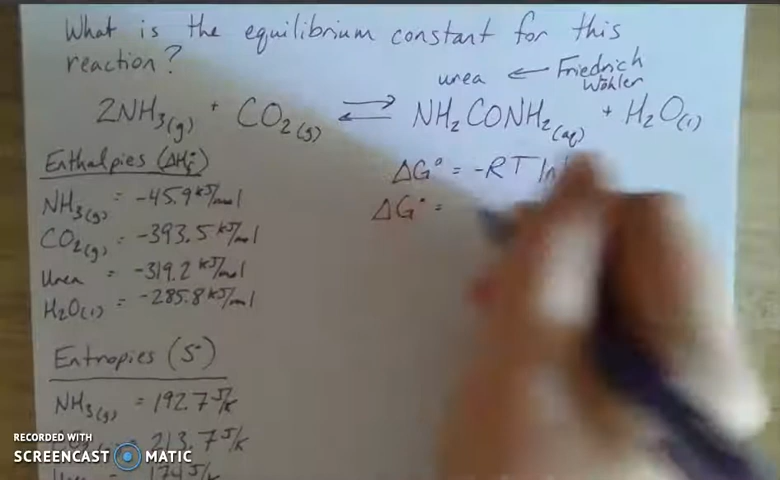 What is the equilibrium constant for this
reaction?
urea ← Friedrich
Wöhler
2NH₃(g) + CO₂(g) ⇌ NH₂CONH₂(aq) + H₂O(l)
Enthalpies (ΔH°f)
ΔG° = -RT ln
NH₃(g) = -45.9 kJ/mol
ΔG° =
CO₂(g) = -393.5 kJ/mol
Urea = -319.2 kJ/mol
H₂O(l) = -285.8 kJ/mol
Entropies (S°)
NH₃(g) = 192.7 J/K
= 213.7 J/K
174 J/K
RECORDED WITH
SCREENCAST MATIC